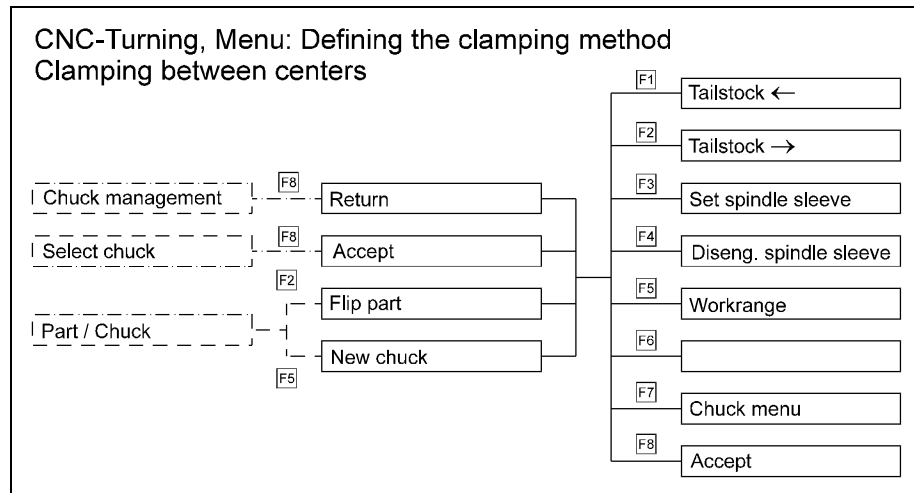 CNC-Turning, Menu: Defining the clamping method
Clamping between centers
F1
Tailstock ←
F2
Tailstock →
F8
F3
Chuck management
Return
Set spindle sleeve
F8
F4
Select chuck
Accept
Diseng. spindle sleeve
F2
F5
Flip part
Workrange
Part / Chuck
F6
New chuck
F5
F7
Chuck menu
F8
Accept